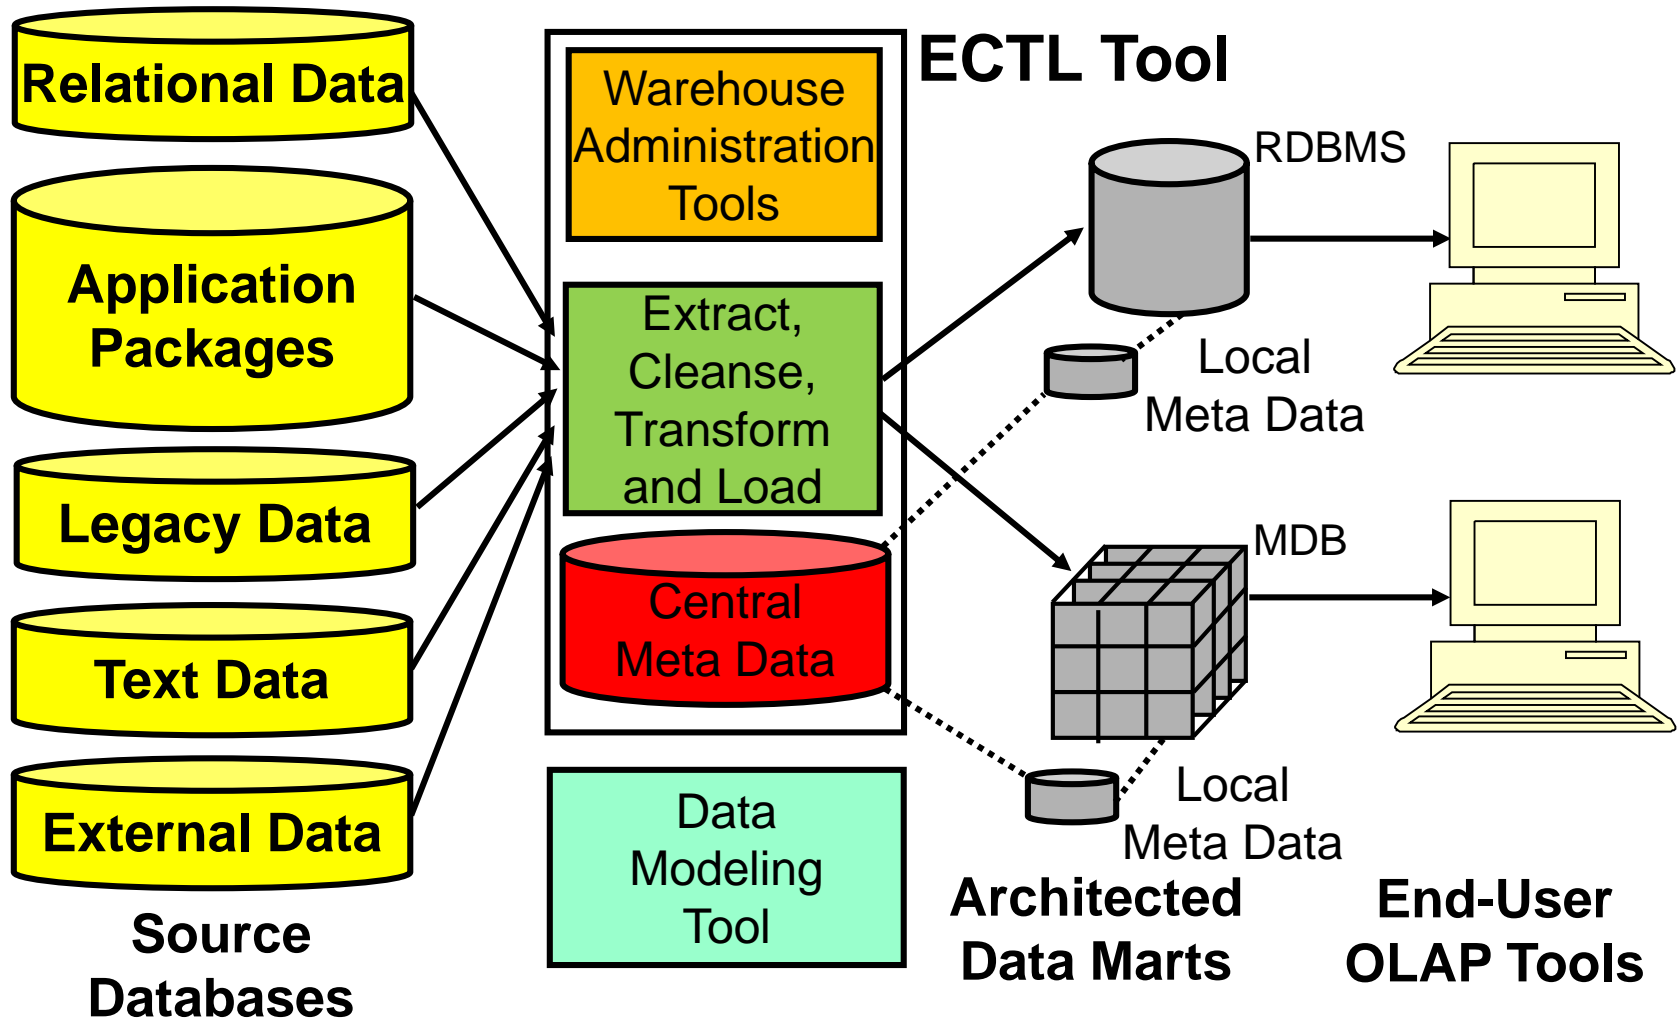 Relational Data
Application
Packages
Legacy Data
Text Data
External Data
Source
Databases
ECTL Tool
Warehouse
Administration
Tools
Extract,
Cleanse,
Transform
and Load
Central
Meta Data
Data
Modeling
Tool
RDBMS
Local
Meta Data
MDB
Local
Meta Data
Architected
Data Marts
End-User
OLAP Tools